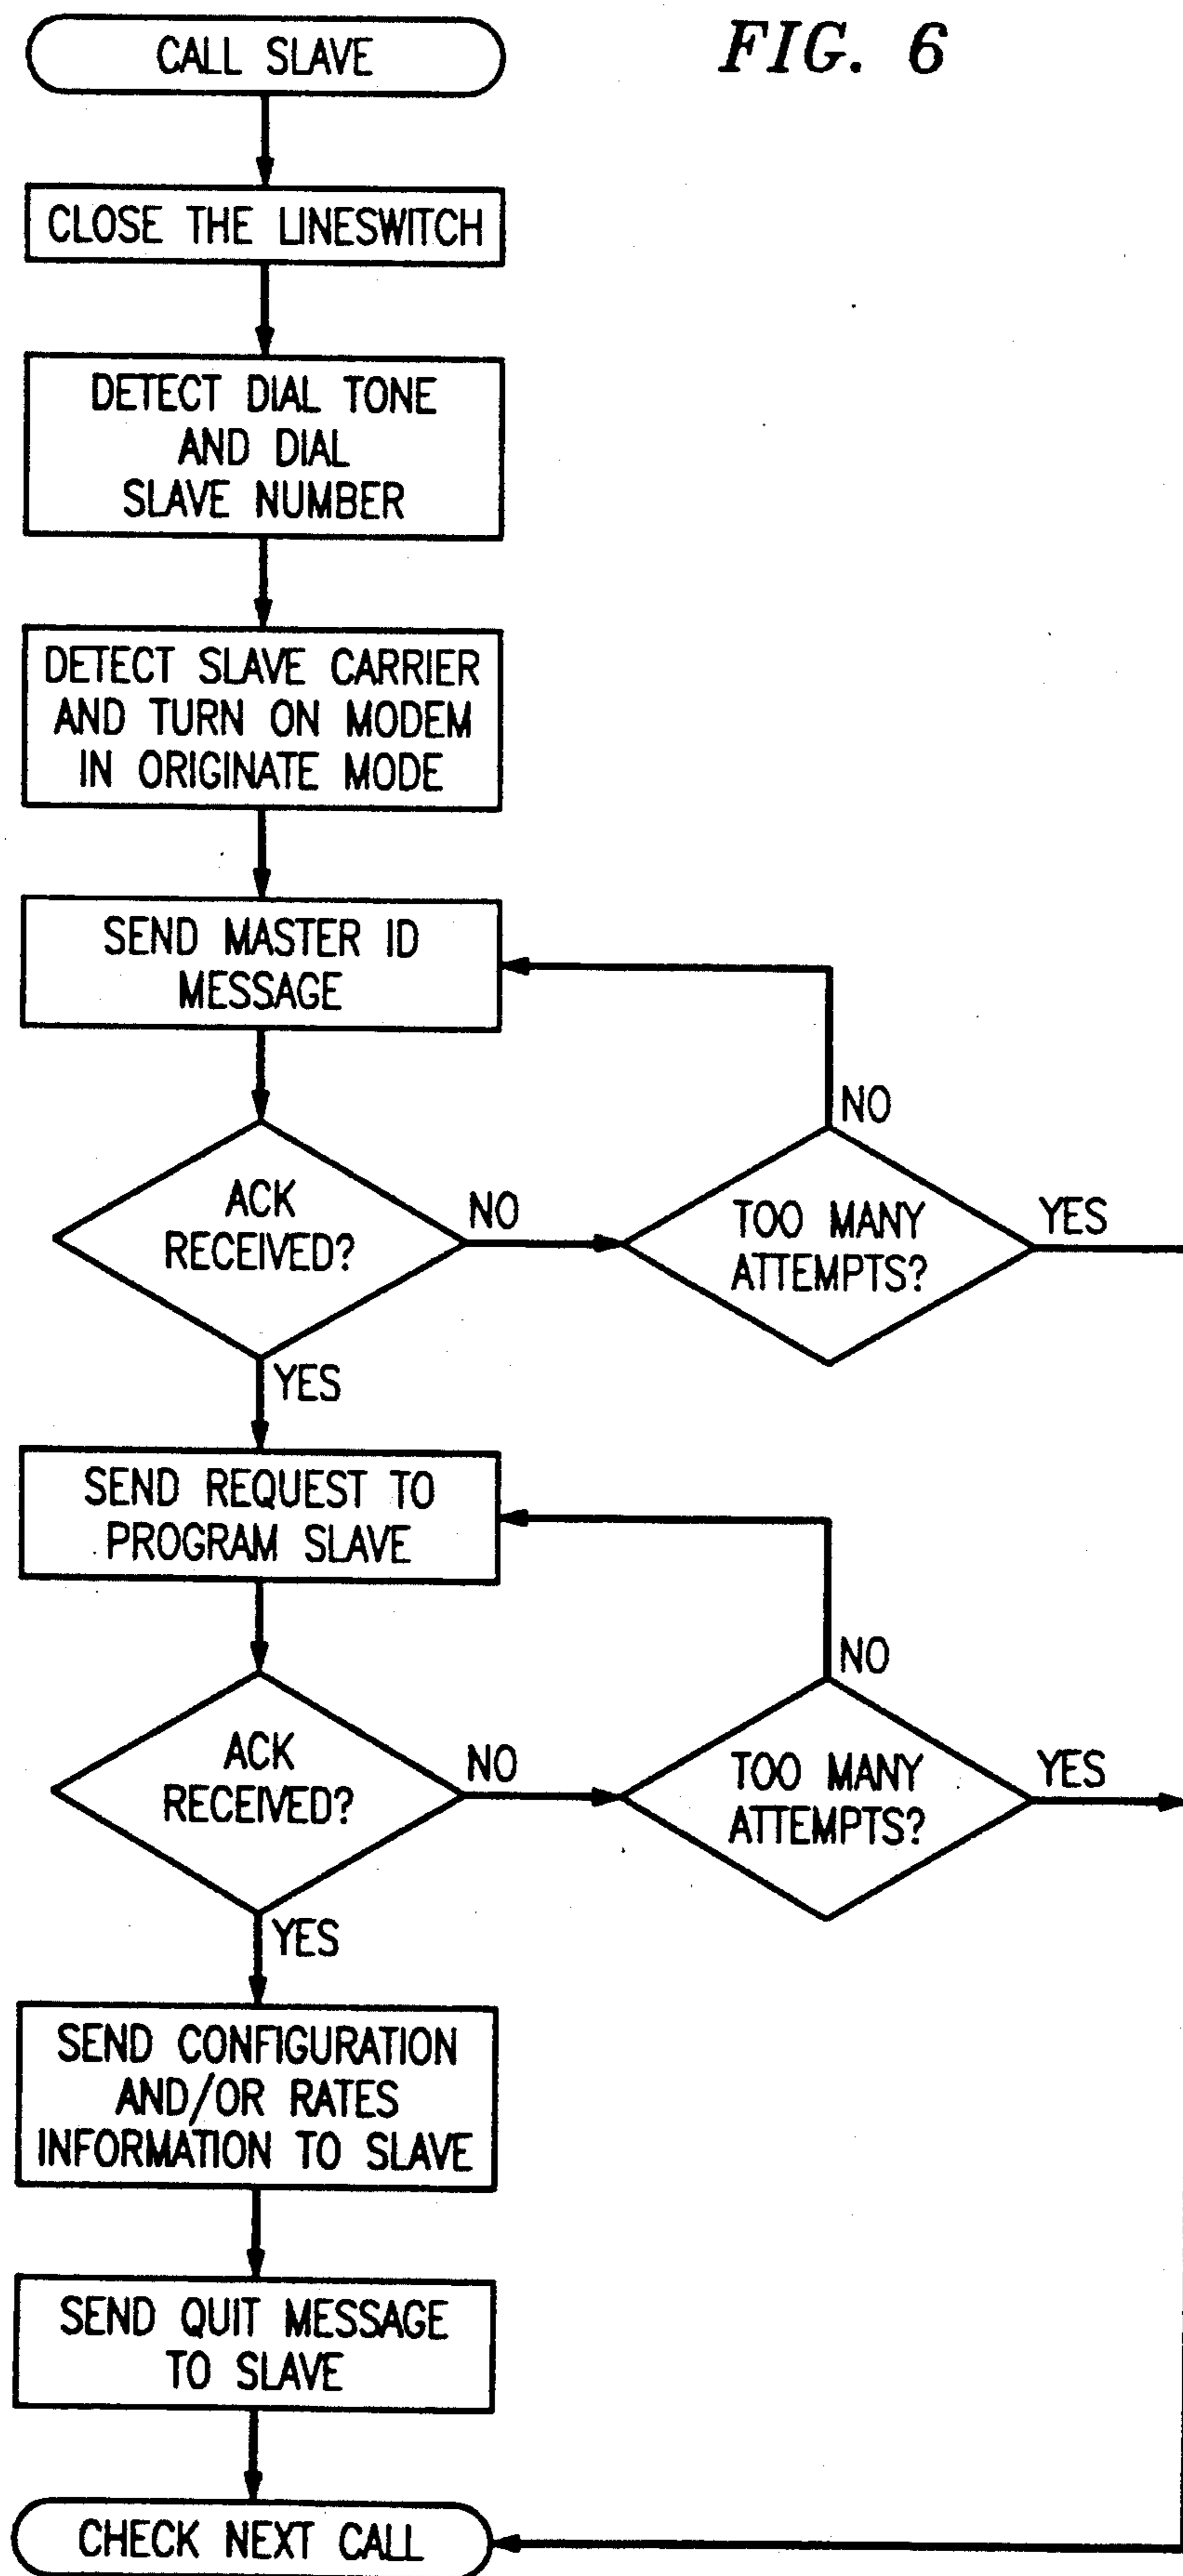 FIG. 6
CALL SLAVE
CLOSE THE LINESWITCH
DETECT DIAL TONE
AND DIAL
SLAVE NUMBER
DETECT SLAVE CARRIER
AND TURN ON MODEM
IN ORIGINATE MODE
SEND MASTER ID
MESSAGE
NO
ACK
RECEIVED?
NO
TOO MANY
ATTEMPTS?
YES
YES
SEND REQUEST TO
PROGRAM SLAVE
NO
ACK
RECEIVED?
NO
TOO MANY
ATTEMPTS?
YES
YES
SEND CONFIGURATION
AND/OR RATES
INFORMATION TO SLAVE
SEND QUIT MESSAGE
TO SLAVE
CHECK NEXT CALL